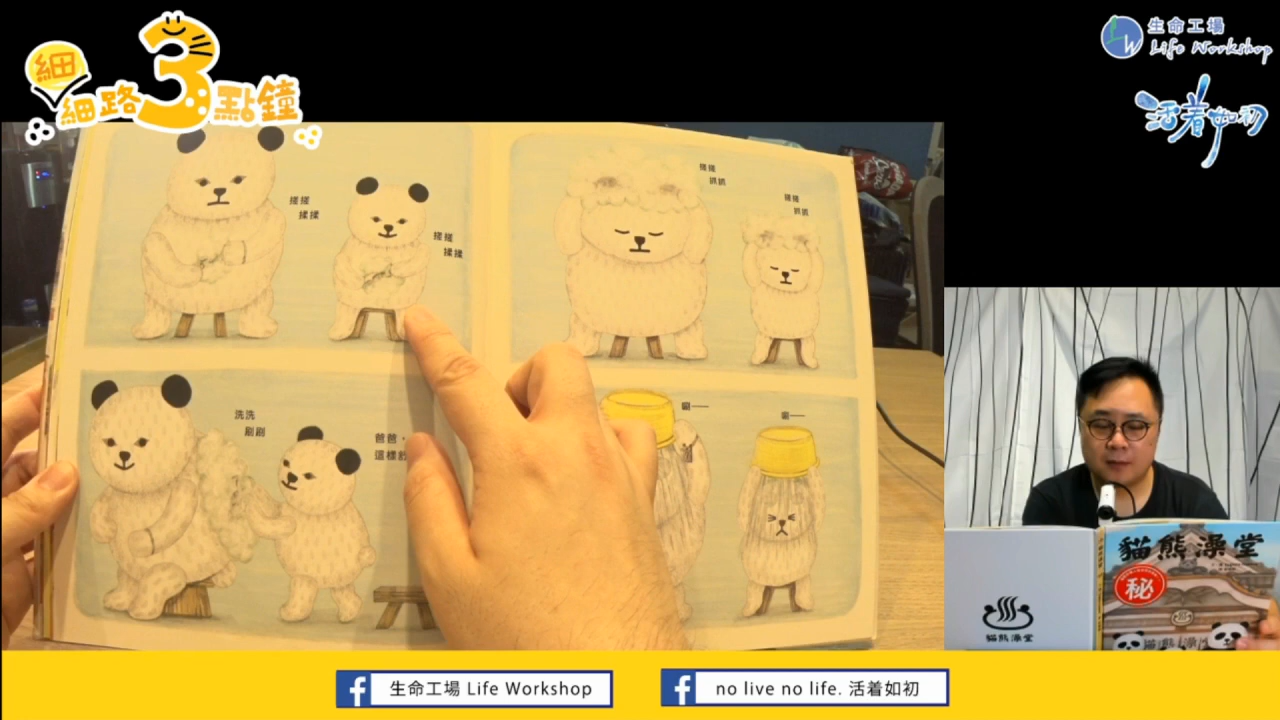 細
細路3點鐘
生命工場
Life Workshop
活着如初
搓搓
揉揉
搓搓
揉揉
搓搓
抓抓
搓搓
抓抓
洗洗
刷刷
爸爸，
這樣
唰——
唰——
貓熊澡堂
秘
貓熊澡堂
生命工場 Life Workshop
no live no life. 活着如初